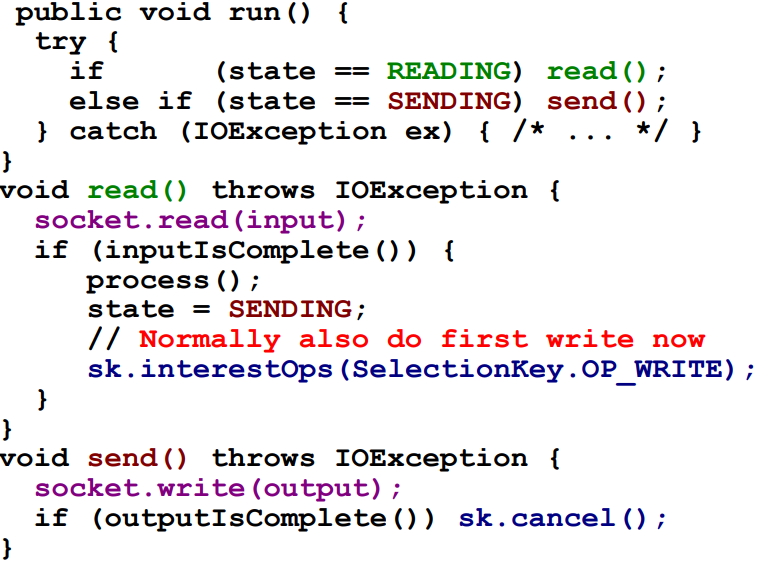 public void run() {
try {
if (state == READING) read();
else if (state == SENDING) send();
} catch (IOException ex) { /* ... */ }
}
void read() throws IOException {
socket.read(input);
if (inputIsComplete()) {
process();
state = SENDING;
// Normally also do first write now
sk.interestOps(SelectionKey.OP_WRITE);
}
}
void send() throws IOException {
socket.write(output);
if (outputIsComplete()) sk.cancel();
}